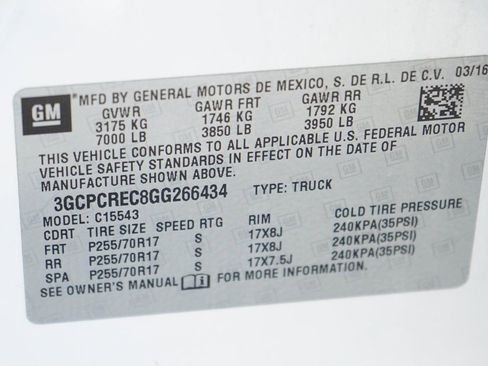 GM
*MFD BY GENERAL MOTORS DE MEXICO, S. DE R.L. DE C.V. 03/16
GVWR GAWR FRT GAWR RR
3175 KG 1746 KG 1792 KG
7000 LB 3850 LB 3950 LB
THIS VEHICLE CONFORMS TO ALL APPLICABLE U.S. FEDERAL MOTOR
VEHICLE SAFETY STANDARDS IN EFFECT ON THE DATE OF
MANUFACTURE SHOWN ABOVE.
3GCPCREC8GG266434 TYPE: TRUCK
MODEL: C15543
CDRT TIRE SIZE SPEED RTG RIM COLD TIRE PRESSURE
FRT P255/70R17 S 17X8J 240KPA(35PSI)
RR P255/70R17 S 17X8J 240KPA(35PSI)
SPA P255/70R17 S 17X7.5J 240KPA(35PSI)
SEE OWNER'S MANUAL FOR MORE INFORMATION.